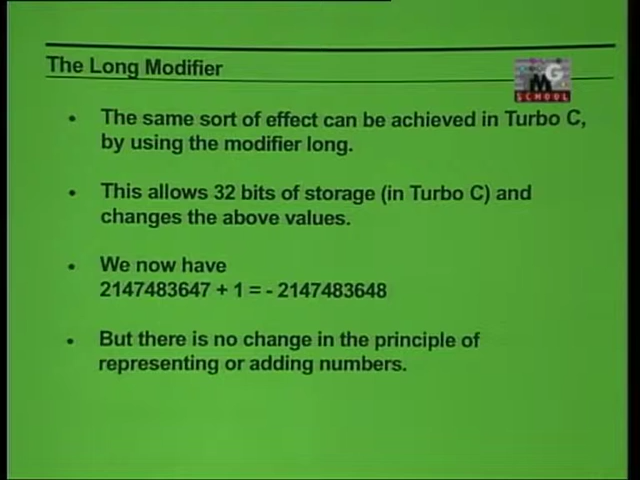 The Long Modifier
MG
SCHOOL
• The same sort of effect can be achieved in Turbo C,
by using the modifier long.
• This allows 32 bits of storage (in Turbo C) and
changes the above values.
• We now have
2147483647 + 1 = - 2147483648
• But there is no change in the principle of
representing or adding numbers.